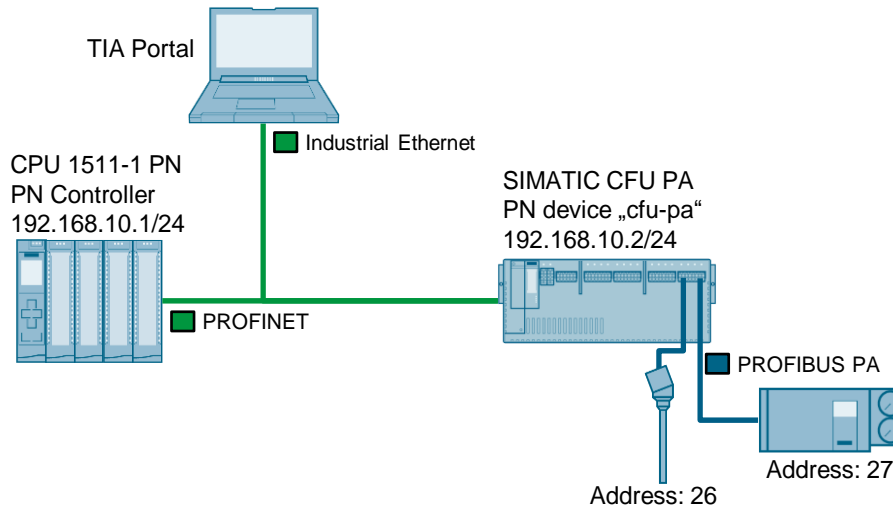 TIA Portal
Industrial Ethernet
CPU 1511-1 PN
PN Controller
192.168.10.1/24
SIMATIC CFU PA
PN device „cfu-pa“
192.168.10.2/24
PROFINET
PROFIBUS PA
Address: 27
Address: 26